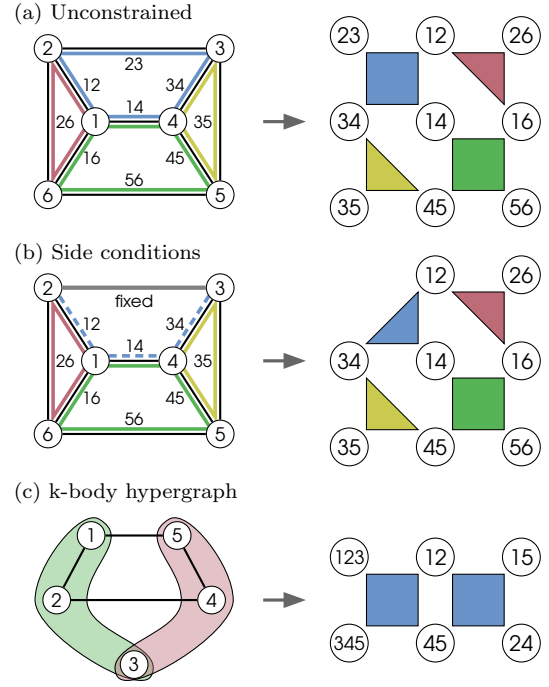 (a) Unconstrained
2 3 23 12 26
23
12 34
14
1 4
26 35
34 14 16
16 45
56
6 5 35 45 56
(b) Side conditions
2 3 12 26
fixed
12 34
14
26 1 4 35
34 14 16
16 45
56
6 5 35 45 56
(c) k-body hypergraph
1 5 123 12 15
2 4
345 45 24
3